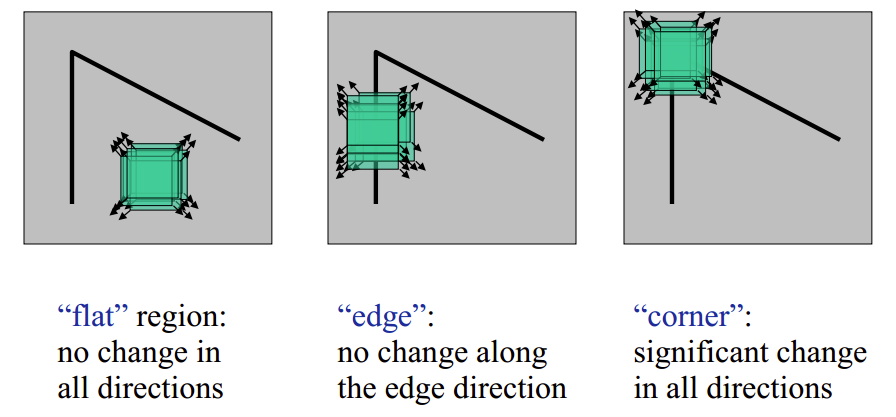 “flat” region:
no change in
all directions
“edge”:
no change along
the edge direction
“corner”:
significant change
in all directions